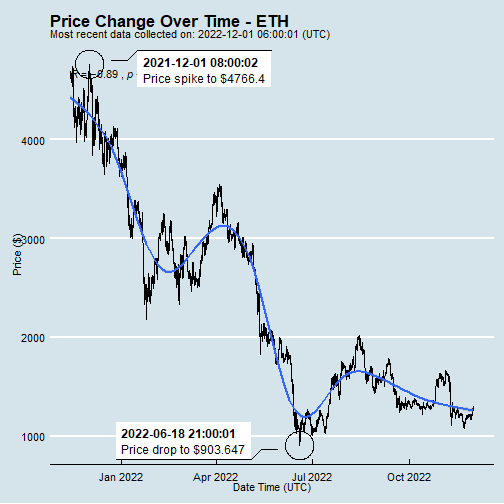 Price Change Over Time - ETH
Most recent data collected on: 2022-12-01 06:00:01 (UTC)
2021-12-01 08:00:02
Price spike to $4766.4
0.89 , p
4000
3000
2000
1000
Price ($)
2022-06-18 21:00:01
Price drop to $903.647
Jan 2022
Apr 2022
Jul 2022
Oct 2022
Date Time (UTC)